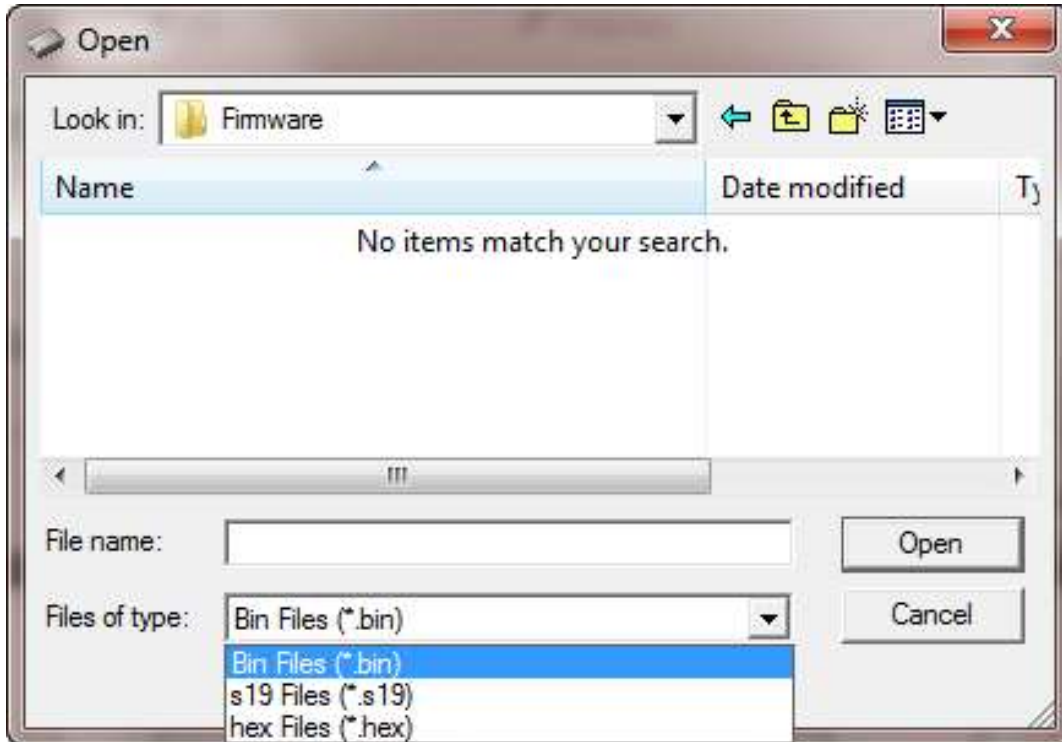 Open
Look in: Firmware
Name Date modified Ty
No items match your search.
File name: Open
Files of type: Bin Files (*.bin) Cancel
Bin Files (*.bin)
s19 Files (*.s19)
hex Files (*.hex)